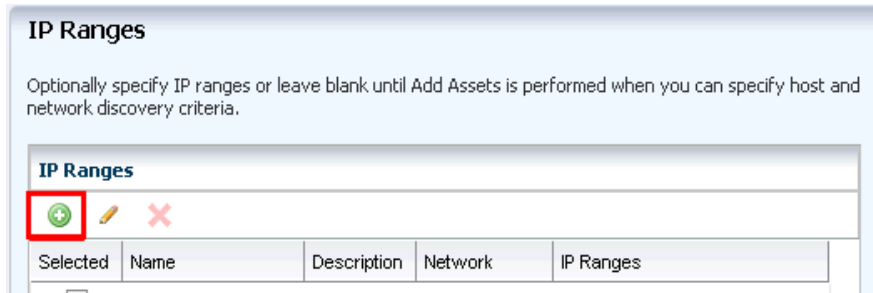 IP Ranges
Optionally specify IP ranges or leave blank until Add Assets is performed when you can specify host and
network discovery criteria.
IP Ranges
Selected Name Description Network IP Ranges